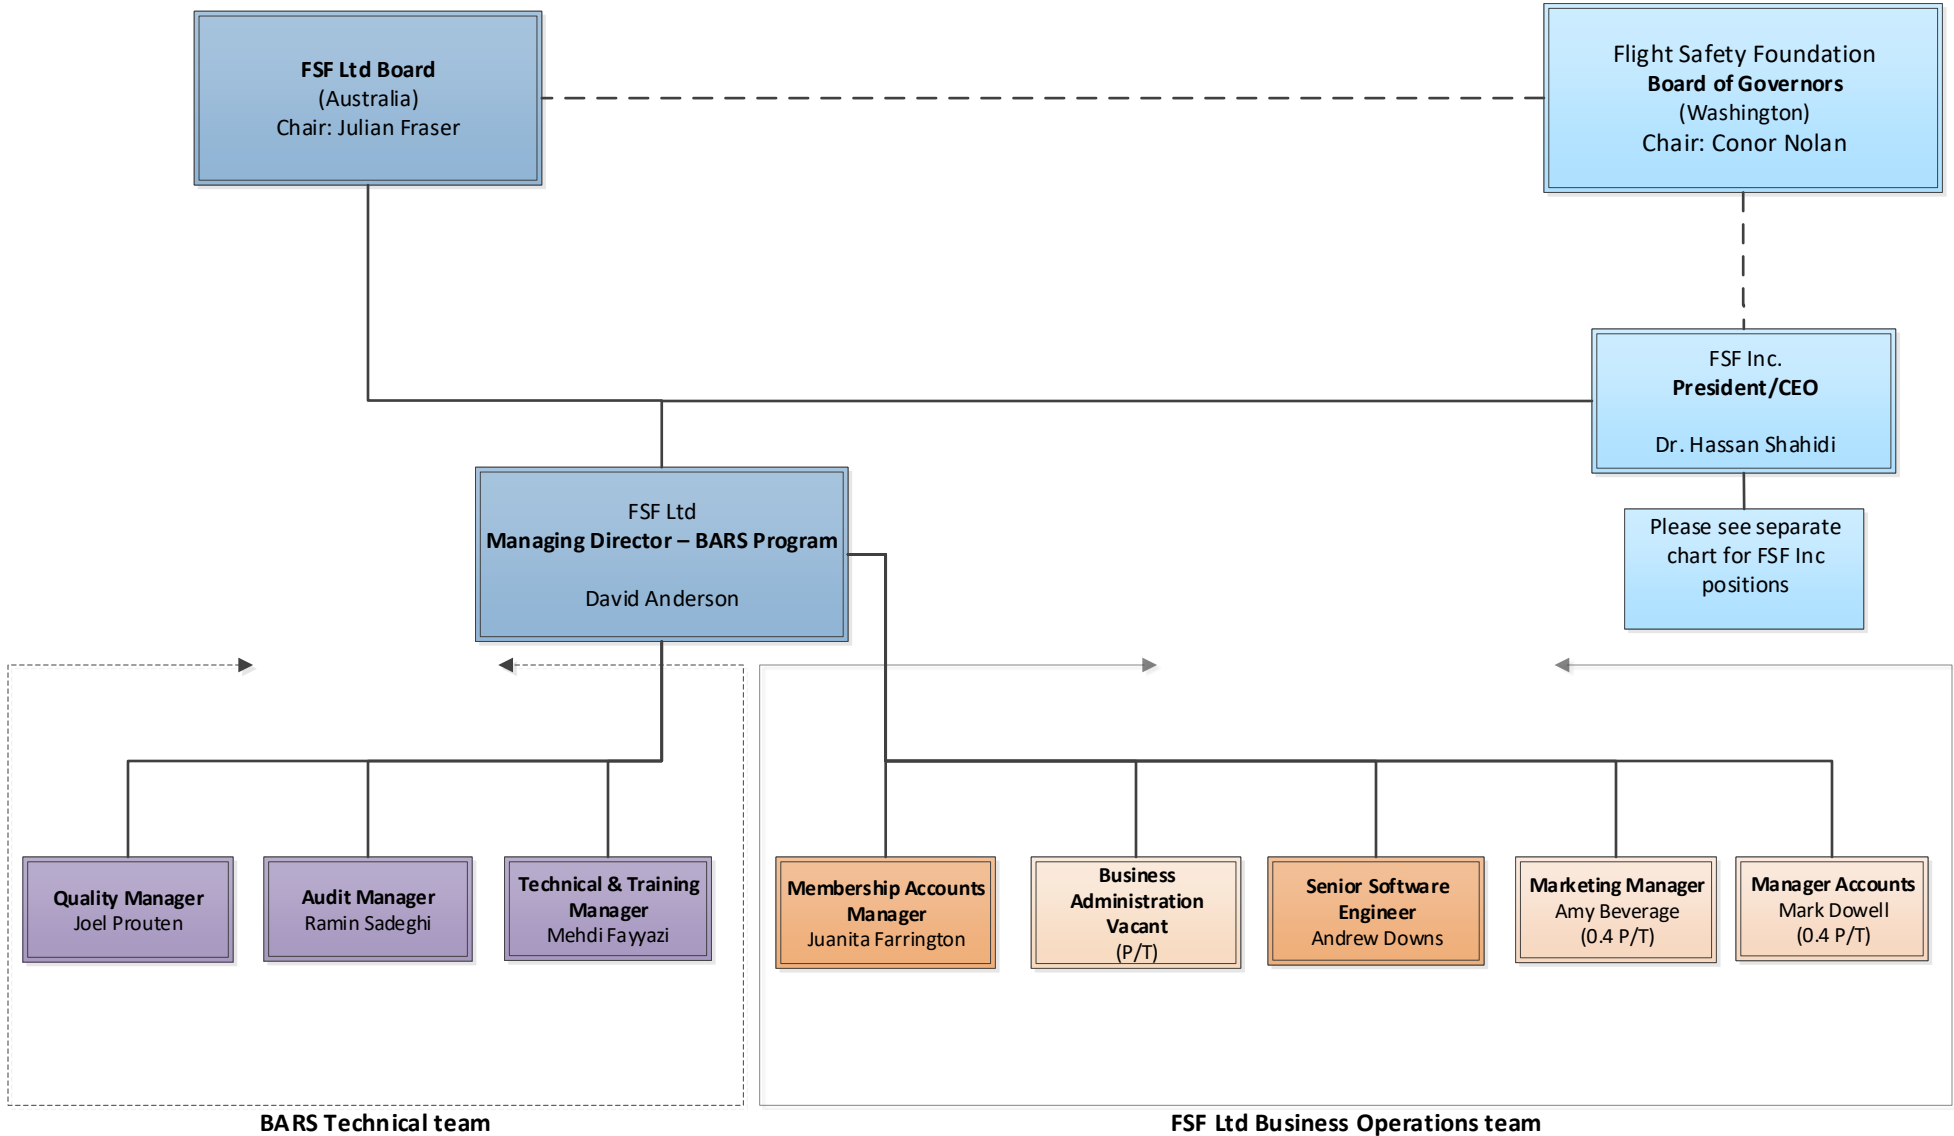 FSF Ltd Board
(Australia)
Chair: Julian Fraser
Flight Safety Foundation
Board of Governors
(Washington)
Chair: Conor Nolan
FSF Inc.
President/CEO
Dr. Hassan Shahidi
Please see separate
chart for FSF Inc
positions
FSF Ltd
Managing Director – BARS Program
David Anderson
Quality Manager
Joel Prouten
Audit Manager
Ramin Sadeghi
Technical & Training
Manager
Mehdi Fayyazi
Membership Accounts
Manager
Juanita Farrington
Business
Administration
Vacant
(P/T)
Senior Software
Engineer
Andrew Downs
Marketing Manager
Amy Beverage
(0.4 P/T)
Manager Accounts
Mark Dowell
(0.4 P/T)
BARS Technical team
FSF Ltd Business Operations team